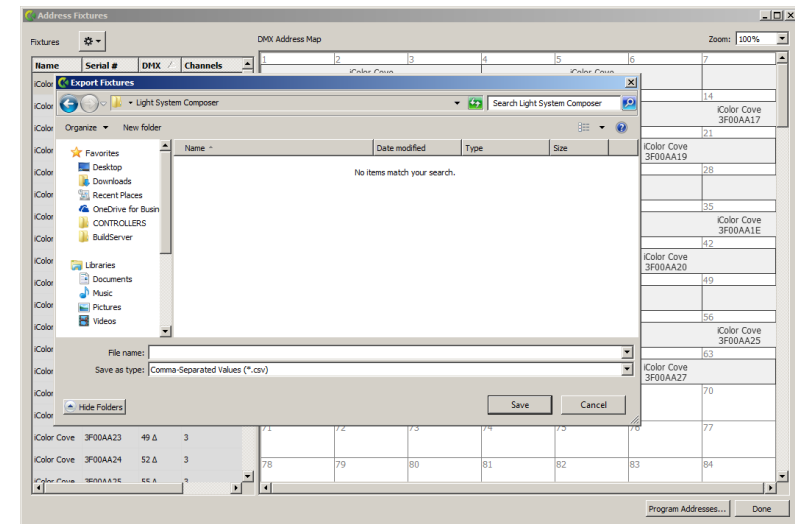 Address Fixtures
Fixtures
DMX Address Map
Zoom: 100%
Name Serial # DMX Channels
1 2 3 4 5 6 7
Export Fixtures
Light System Composer
Search Light System Composer
Organize New folder
Favorites
Desktop
Downloads
Recent Places
OneDrive for Busin
CONTROLLERS
BuildServer
Libraries
Documents
Music
Pictures
Videos
Name Date modified Type Size
No items match your search.
File name:
Save as type: Comma-Separated Values (*.csv)
Hide Folders
Save Cancel
14
iColor Cove
3F00AA17
21
iColor Cove
3F00AA19
28
35
iColor Cove
3F00AA1E
42
iColor Cove
3F00AA20
49
56
iColor Cove
3F00AA25
63
iColor Cove
3F00AA27
70
71 72 73 74 75 76 77
iColor Cove 3F00AA23 49 Δ 3
iColor Cove 3F00AA24 52 Δ 3
78 79 80 81 82 83 84
iColor Cove 3F00AA25 55 Δ 3
Program Addresses... Done